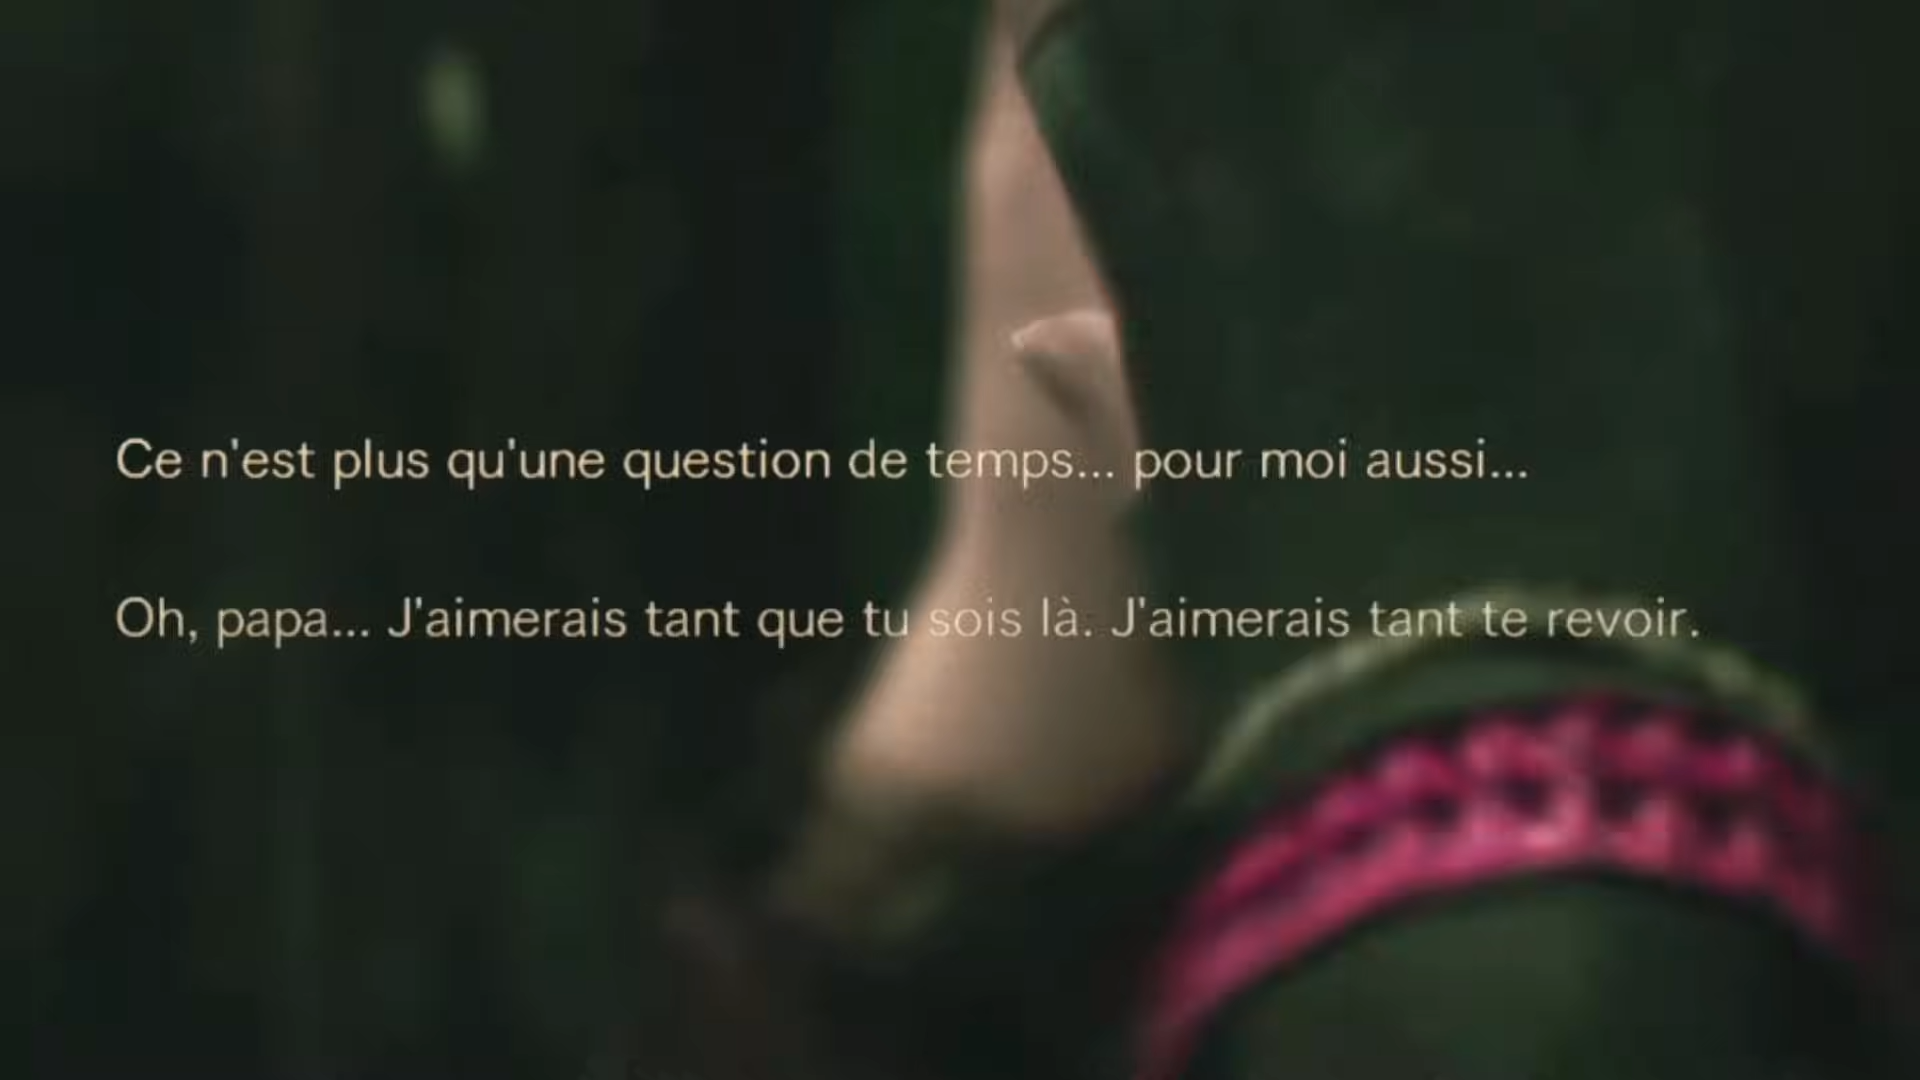 Ce n'est plus qu'une question de temps... pour moi aussi...
Oh, papa... J'aimerais tant que tu sois là. J'aimerais tant te revoir.